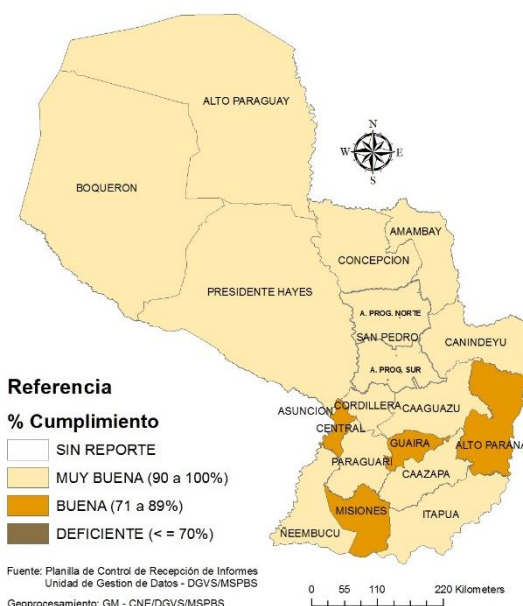 ALTO PARAGUAY
N
W E
S
BOQUERON
AMAMBAY
CONCEPCION
PRESIDENTE HAYES
A. PROG. NORTE
SAN PEDRO
CANINDEYU
A. PROG. SUR
Referencia
% Cumplimiento
SIN REPORTE
MUY BUENA (90 a 100%)
BUENA (71 a 89%)
DEFICIENTE (< = 70%)
ASUNCION
CORDILLERA
CAAGUAZU
CENTRAL
GUAIRA
ALTO PARANA
PARAGUARI
CAAZAPA
MISIONES
ITAPUA
ÑEEMBUCU
Fuente: Planilla de Control de Recepción de Informes
Unidad de Gestion de Datos - DGVS/MSPBS
Geoprocesamiento: GM - CNE/DGVS/MSPBS
0 55 110 220 Kilometers